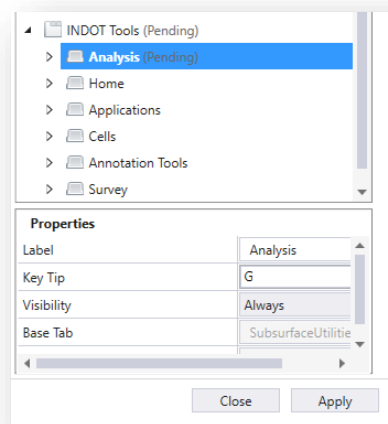 INDOT Tools (Pending)
Analysis (Pending)
Home
Applications
Cells
Annotation Tools
Survey
Properties
Label Analysis
Key Tip G
Visibility Always
Base Tab SubsurfaceUtilitie
Close Apply